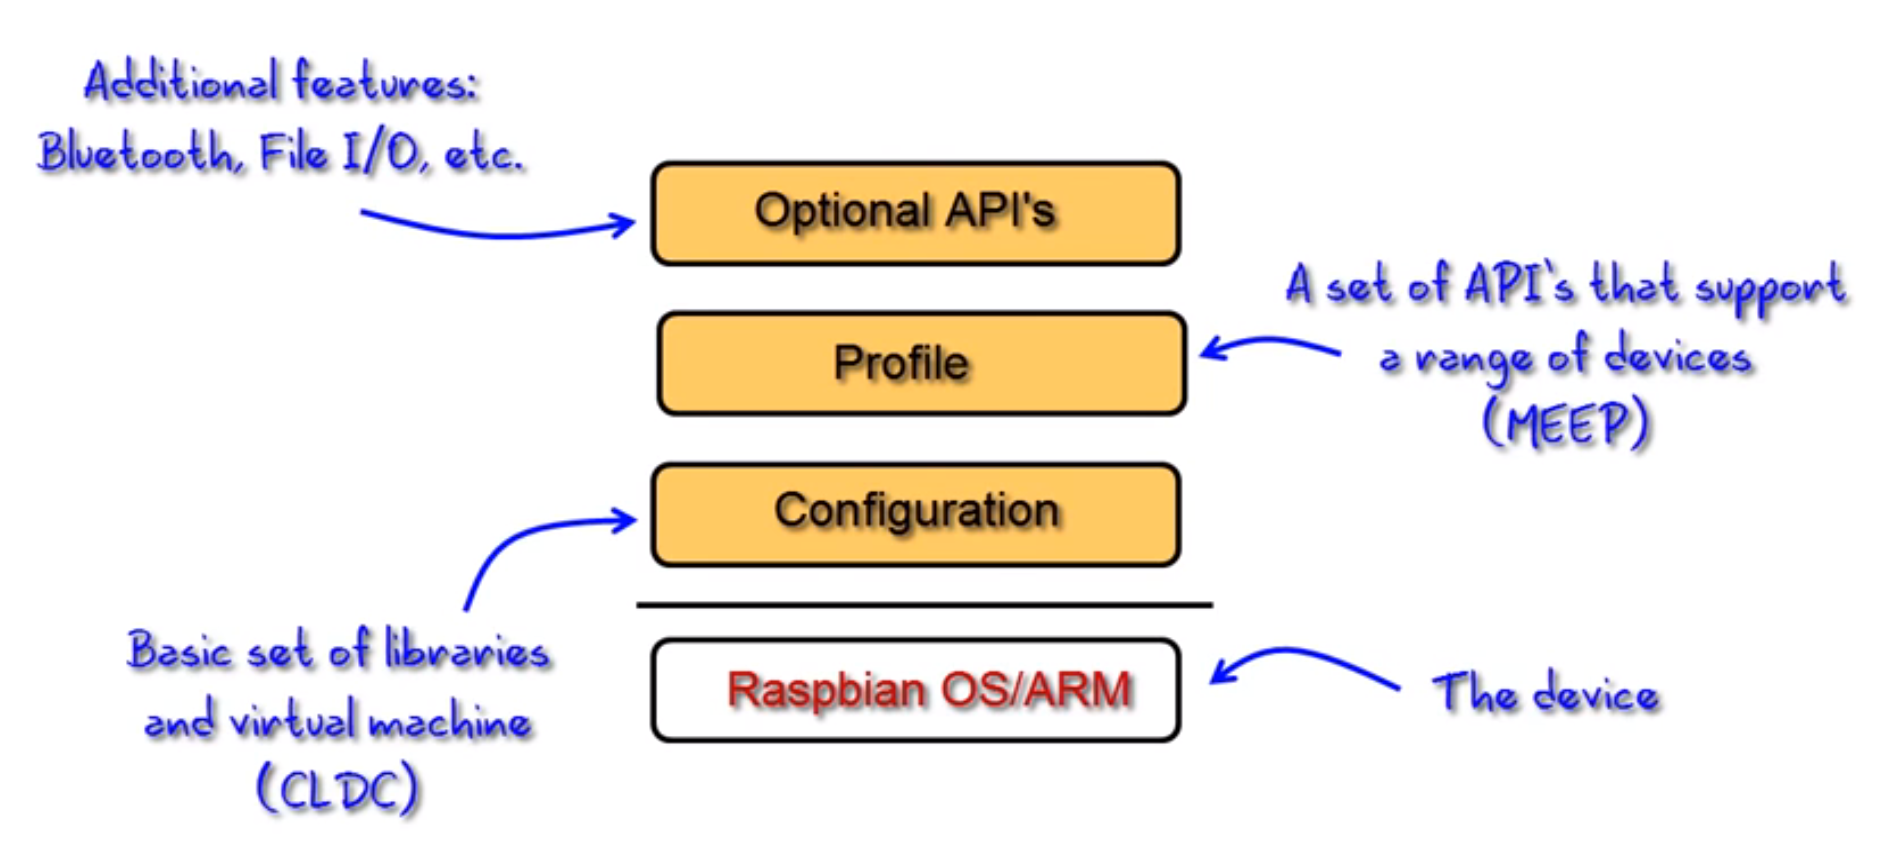 Additional features:
Bluetooth, File I/O, etc.
Optional API's
A set of API's that support
a range of devices
(MEEP)
Profile
Configuration
Basic set of libraries
and virtual machine
(CLDC)
Raspbian OS/ARM
The device